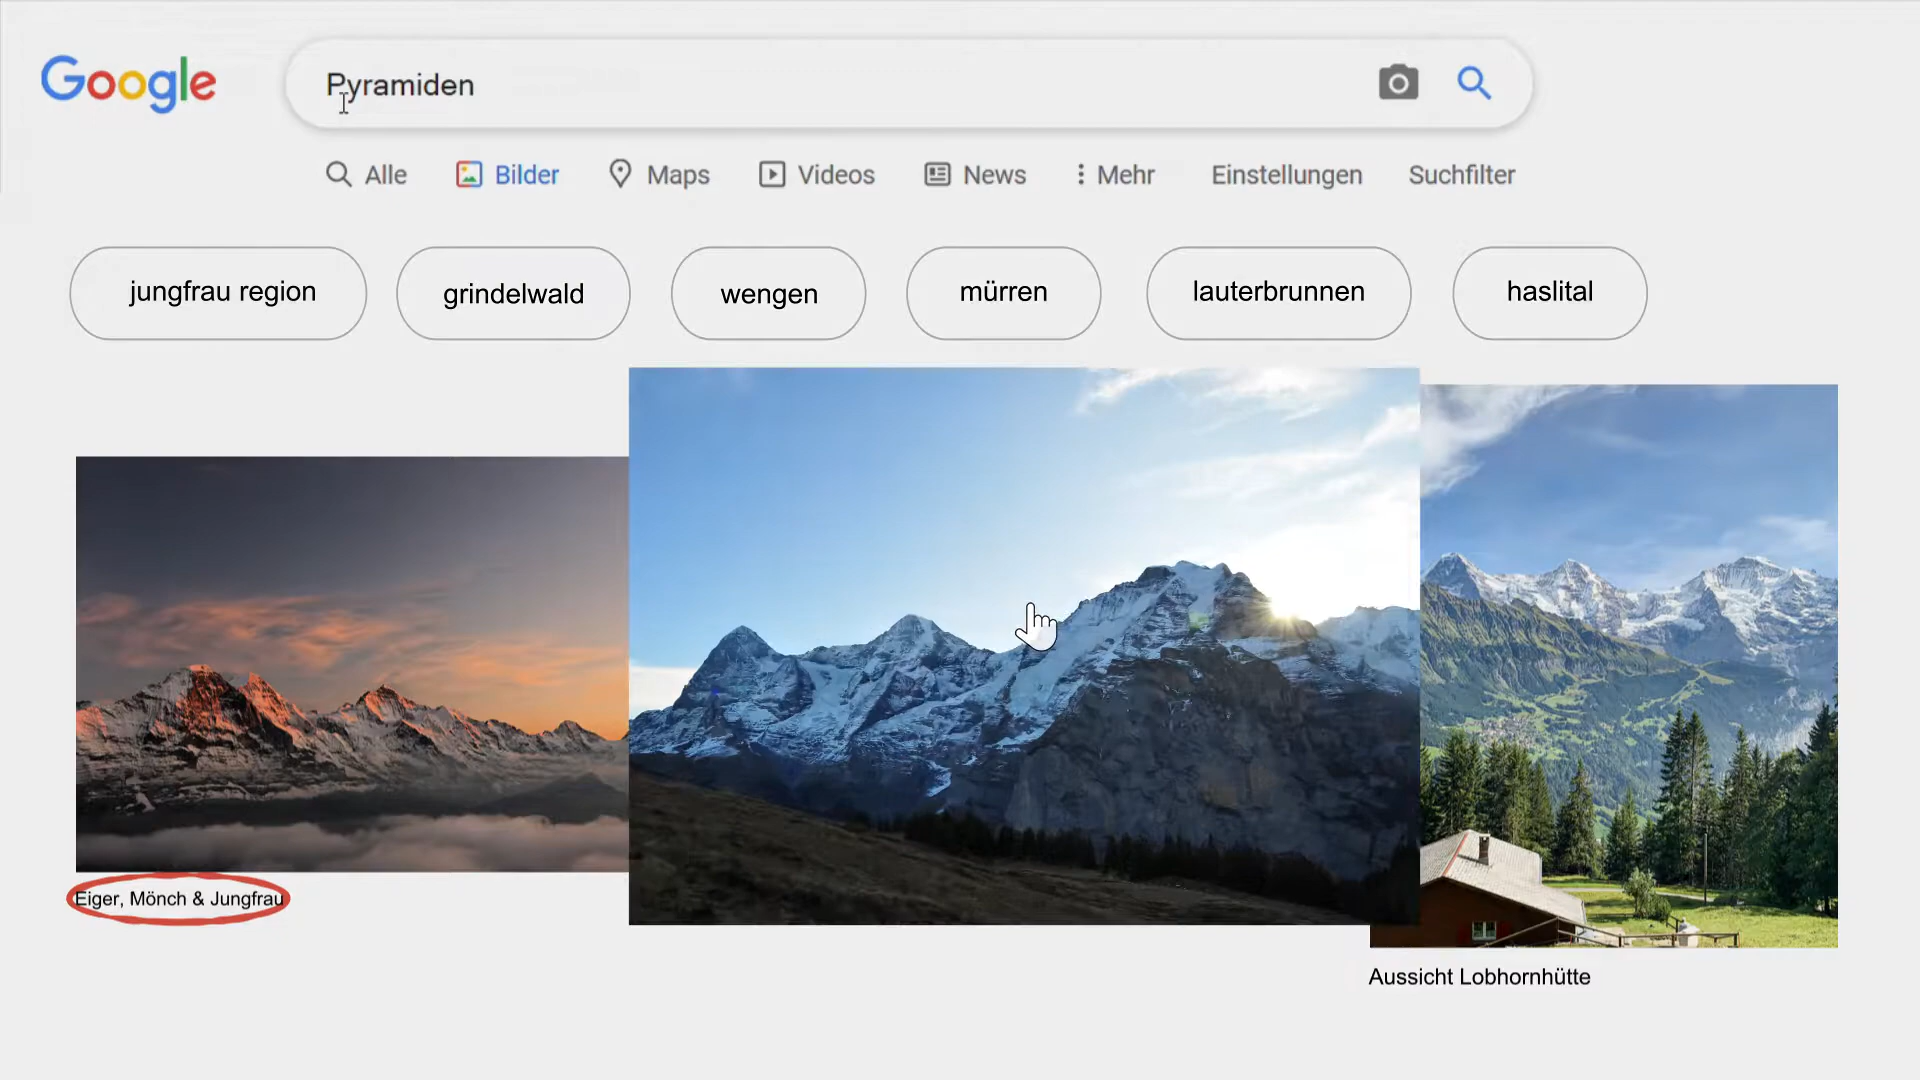 Google
Pyramiden
Alle Bilder Maps Videos News Mehr Einstellungen Suchfilter
jungfrau region grindelwald wengen mürren lauterbrunnen haslital
Eiger, Mönch & Jungfrau
Aussicht Lobhornhütte